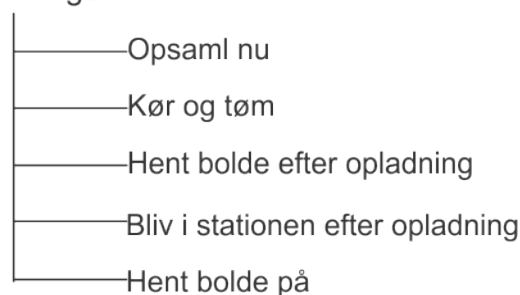 Opsaml nu
Kør og tøm
Hent bolde efter opladning
Bliv i stationen efter opladning
Hent bolde på